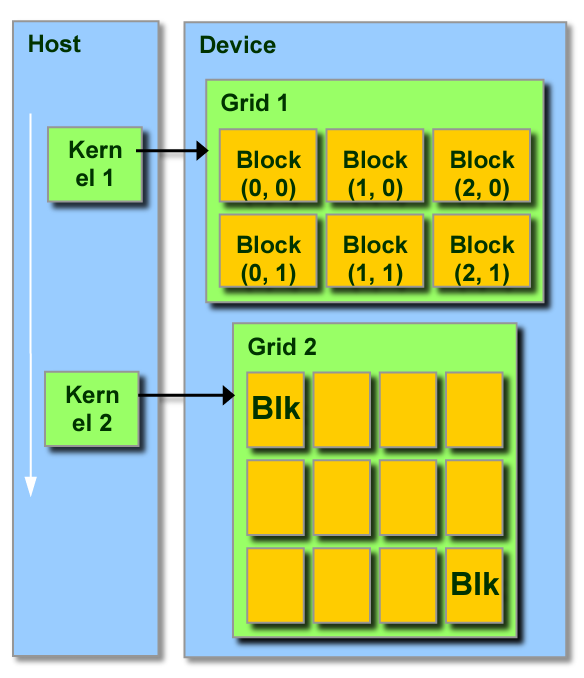 Host
Device
Grid 1
Kern
el 1
Block
(0, 0)
Block
(1, 0)
Block
(2, 0)
Block
(0, 1)
Block
(1, 1)
Block
(2, 1)
Grid 2
Kern
el 2
Blk
Blk